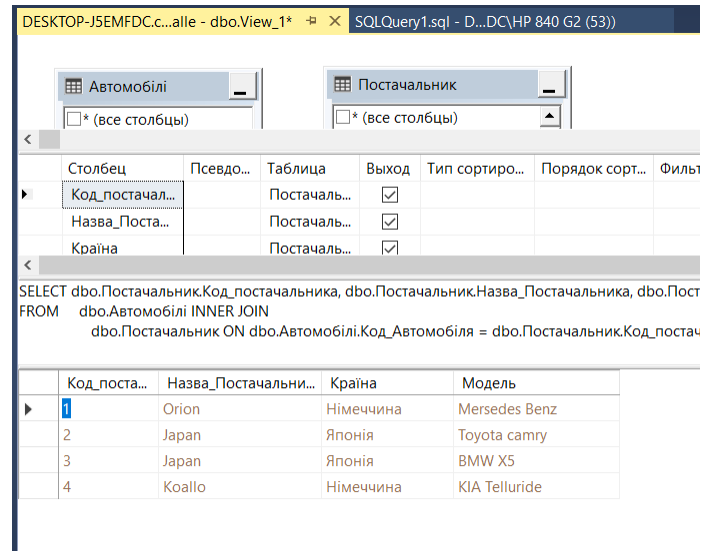 DESKTOP-J5EMFDC.c...alle - dbo.View_1* SQLQuery1.sql - D...DC\HP 840 G2 (53))
Автомобілі Постачальник
* (все столбцы) * (все столбцы)
Столбец Псевдо... Таблица Выход Тип сортиро... Порядок сорт... Фильт
Код_постачал... Постачаль...
Назва_Поста... Постачаль...
Країна Постачаль...
SELECT dbo.Постачальник.Код_постачальника, dbo.Постачальник.Назва_Постачальника, dbo.Пост
FROM dbo.Автомобілі INNER JOIN
dbo.Постачальник ON dbo.Автомобілі.Код_Автомобіля = dbo.Постачальник.Код_постач
Код_поста... Назва_Постачальни... Країна Модель
1 Orion Німеччина Mersedes Benz
2 Japan Японія Toyota camry
3 Japan Японія BMW X5
4 Koallo Німеччина KIA Telluride